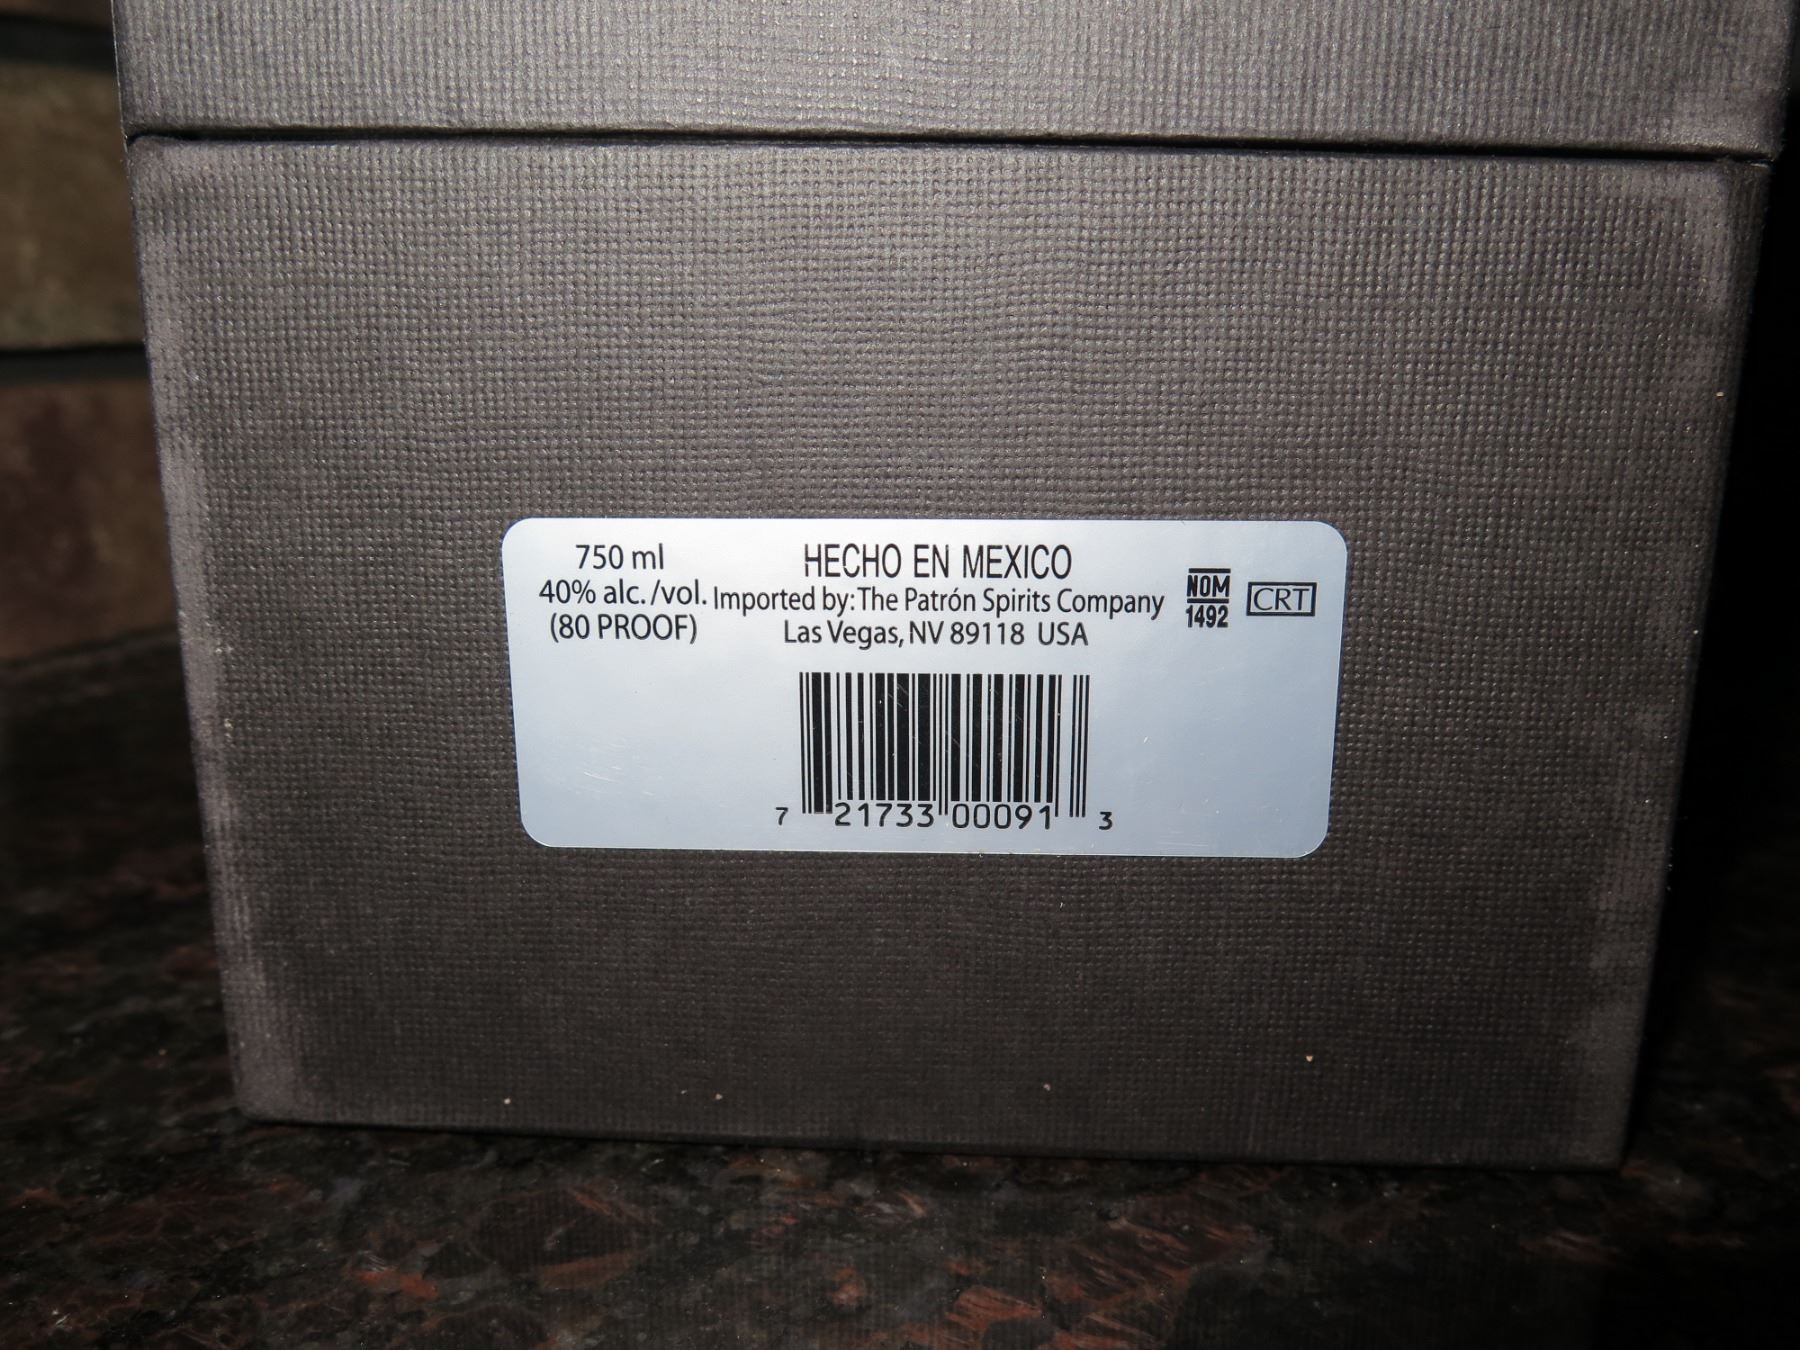 750 ml
40% alc./vol.
(80 PROOF)
HECHO EN MEXICO
Imported by: The Patrón Spirits Company
Las Vegas, NV 89118 USA
NOM
1492
CRT
7 21733 00091 3